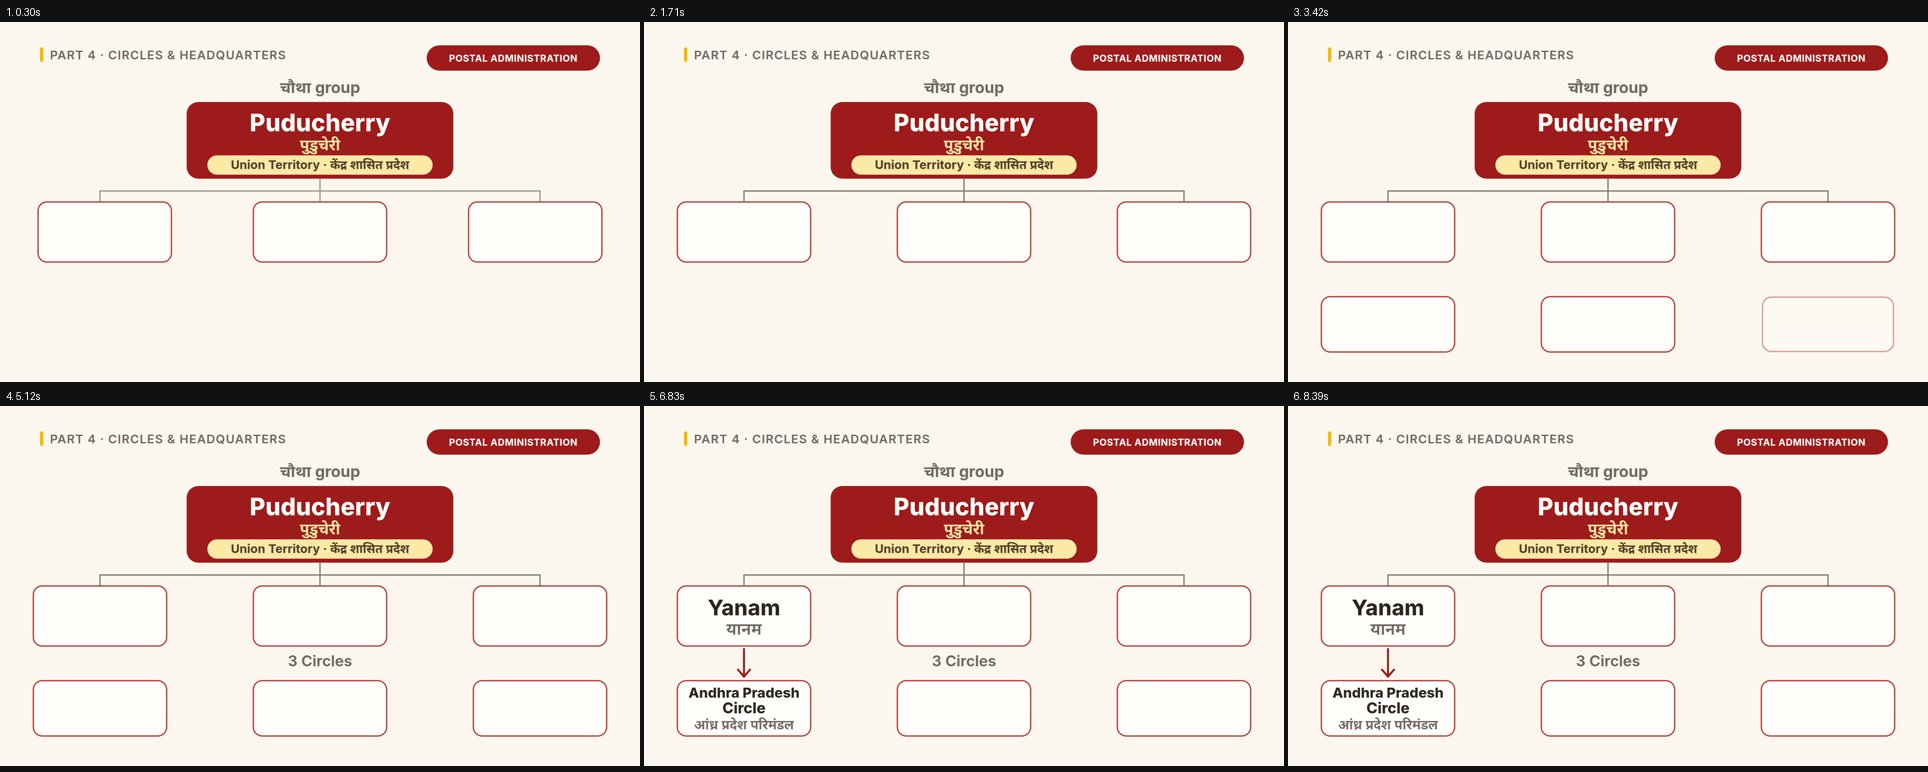 1. 0.30s
PART 4 · CIRCLES & HEADQUARTERS
POSTAL ADMINISTRATION
चौथा group
Puducherry
पुडुचेरी
Union Territory · केंद्र शासित प्रदेश
2. 1.71s
PART 4 · CIRCLES & HEADQUARTERS
POSTAL ADMINISTRATION
चौथा group
Puducherry
पुडुचेरी
Union Territory · केंद्र शासित प्रदेश
3. 3.42s
PART 4 · CIRCLES & HEADQUARTERS
POSTAL ADMINISTRATION
चौथा group
Puducherry
पुडुचेरी
Union Territory · केंद्र शासित प्रदेश
4. 5.12s
PART 4 · CIRCLES & HEADQUARTERS
POSTAL ADMINISTRATION
चौथा group
Puducherry
पुडुचेरी
Union Territory · केंद्र शासित प्रदेश
3 Circles
5. 6.83s
PART 4 · CIRCLES & HEADQUARTERS
POSTAL ADMINISTRATION
चौथा group
Puducherry
पुडुचेरी
Union Territory · केंद्र शासित प्रदेश
Yanam
यानम
3 Circles
Andhra Pradesh
Circle
आंध्र प्रदेश परिमंडल
6. 8.39s
PART 4 · CIRCLES & HEADQUARTERS
POSTAL ADMINISTRATION
चौथा group
Puducherry
पुडुचेरी
Union Territory · केंद्र शासित प्रदेश
Yanam
यानम
3 Circles
Andhra Pradesh
Circle
आंध्र प्रदेश परिमंडल